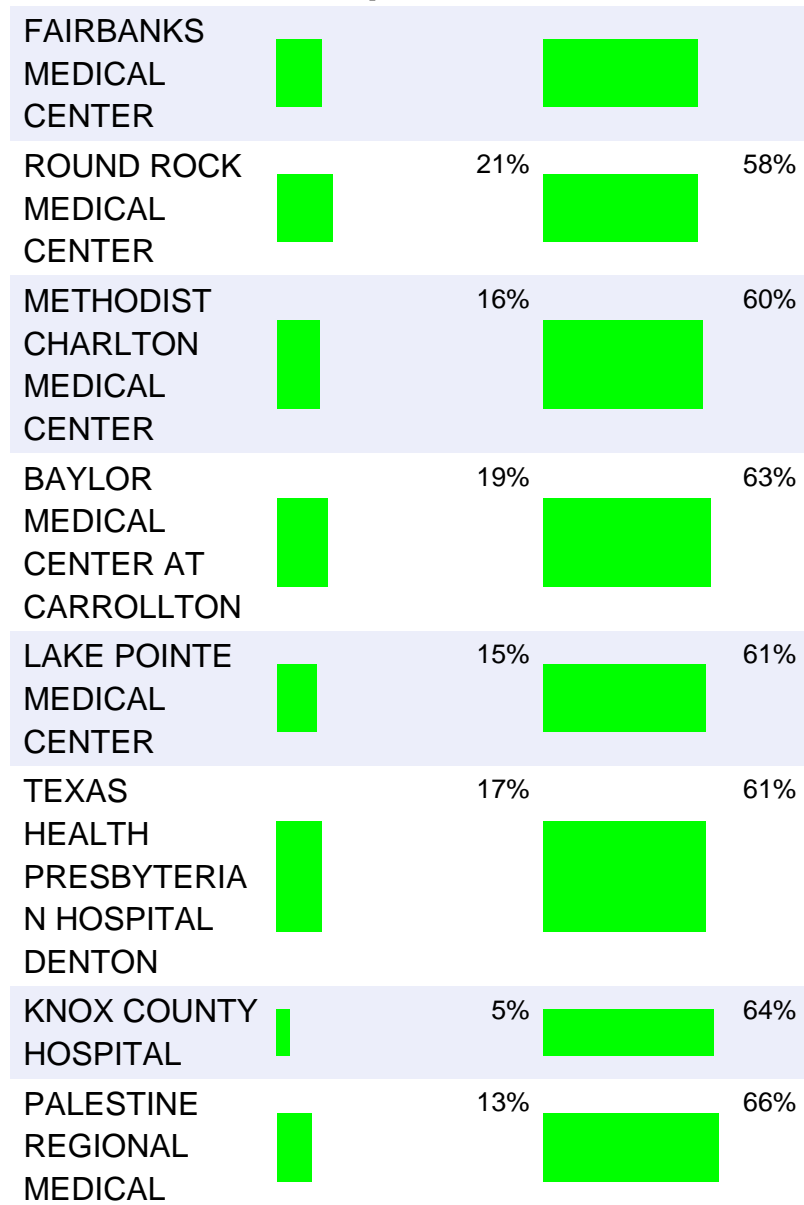 FAIRBANKS
MEDICAL
CENTER
ROUND ROCK 21% 58%
MEDICAL
CENTER
METHODIST 16% 60%
CHARLTON
MEDICAL
CENTER
BAYLOR 19% 63%
MEDICAL
CENTER AT
CARROLLTON
LAKE POINTE 15% 61%
MEDICAL
CENTER
TEXAS 17% 61%
HEALTH
PRESBYTERIA
N HOSPITAL
DENTON
KNOX COUNTY 5% 64%
HOSPITAL
PALESTINE 13% 66%
REGIONAL
MEDICAL